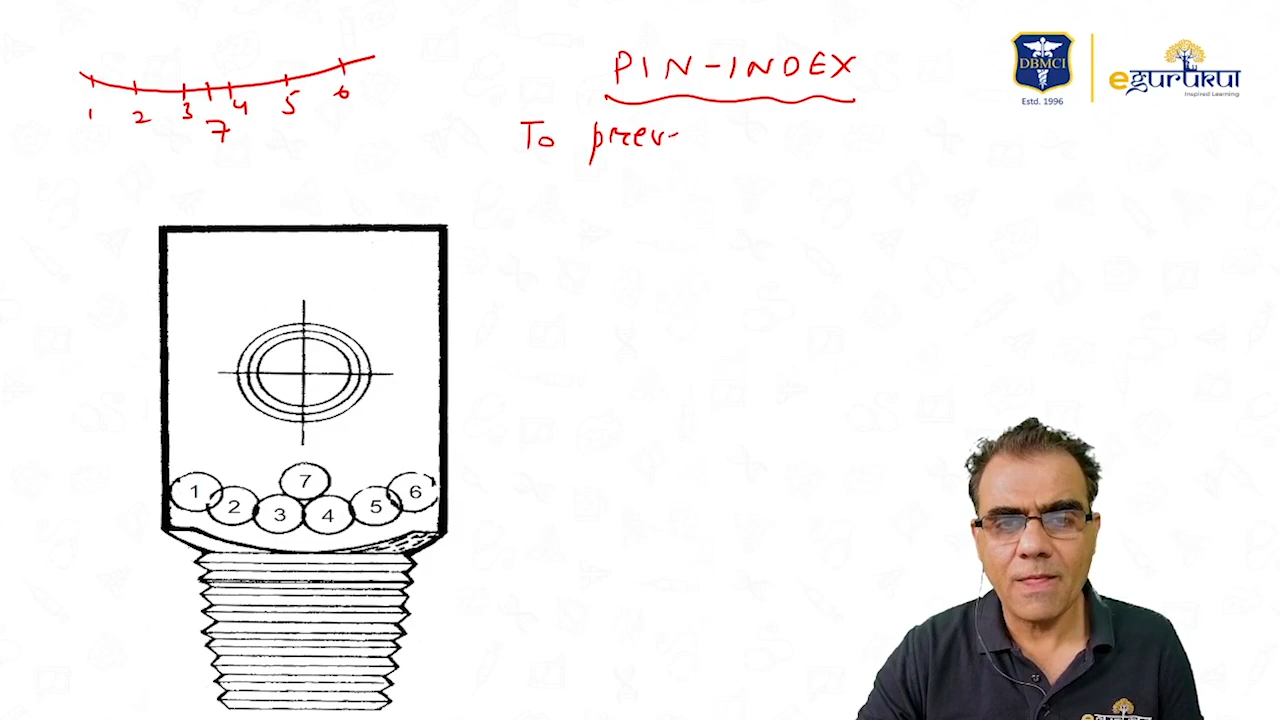 PIN-INDEX
To prev-
1 2 3 7 4 5 6
DBMCI
Estd. 1996
egurukul
Inspired Learning
7
1 2 3 4 5 6
egurukul